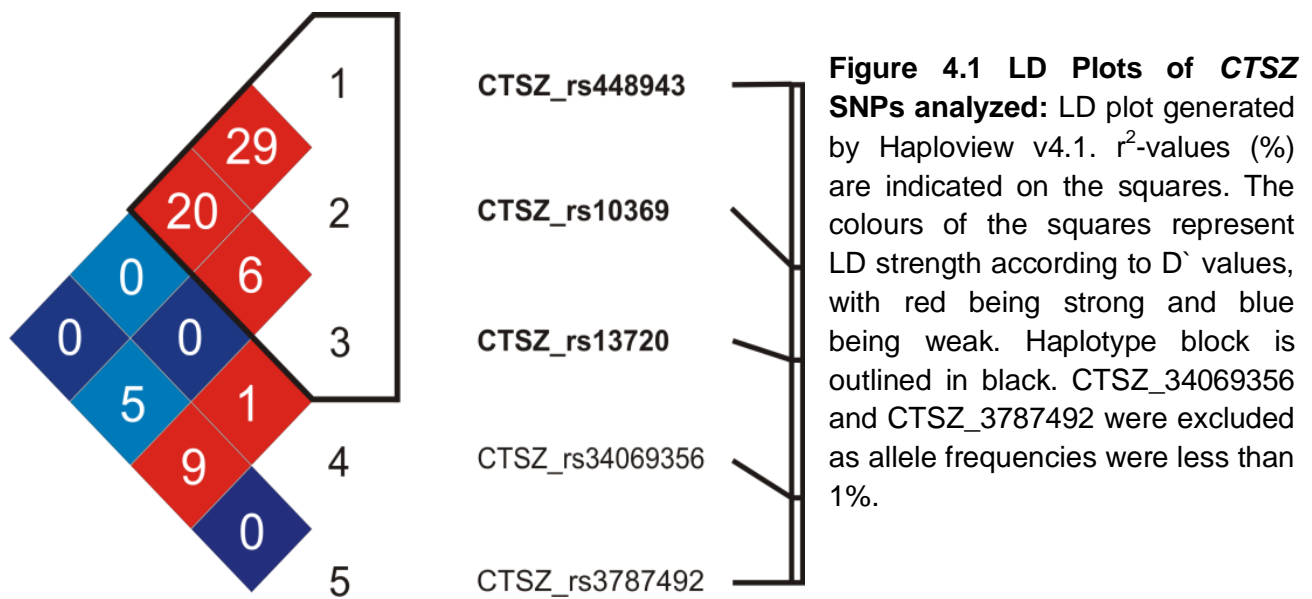 1 CTSZ_rs448943
29
2 CTSZ_rs10369
20
6
0
3 CTSZ_rs13720
0
0
5
1
4 CTSZ_rs34069356
9
0
5 CTSZ_rs3787492
Figure 4.1 LD Plots of CTSZ
SNPs analyzed: LD plot generated
by Haploview v4.1. r²-values (%)
are indicated on the squares. The
colours of the squares represent
LD strength according to D` values,
with red being strong and blue
being weak. Haplotype block is
outlined in black. CTSZ_34069356
and CTSZ_3787492 were excluded
as allele frequencies were less than
1%.